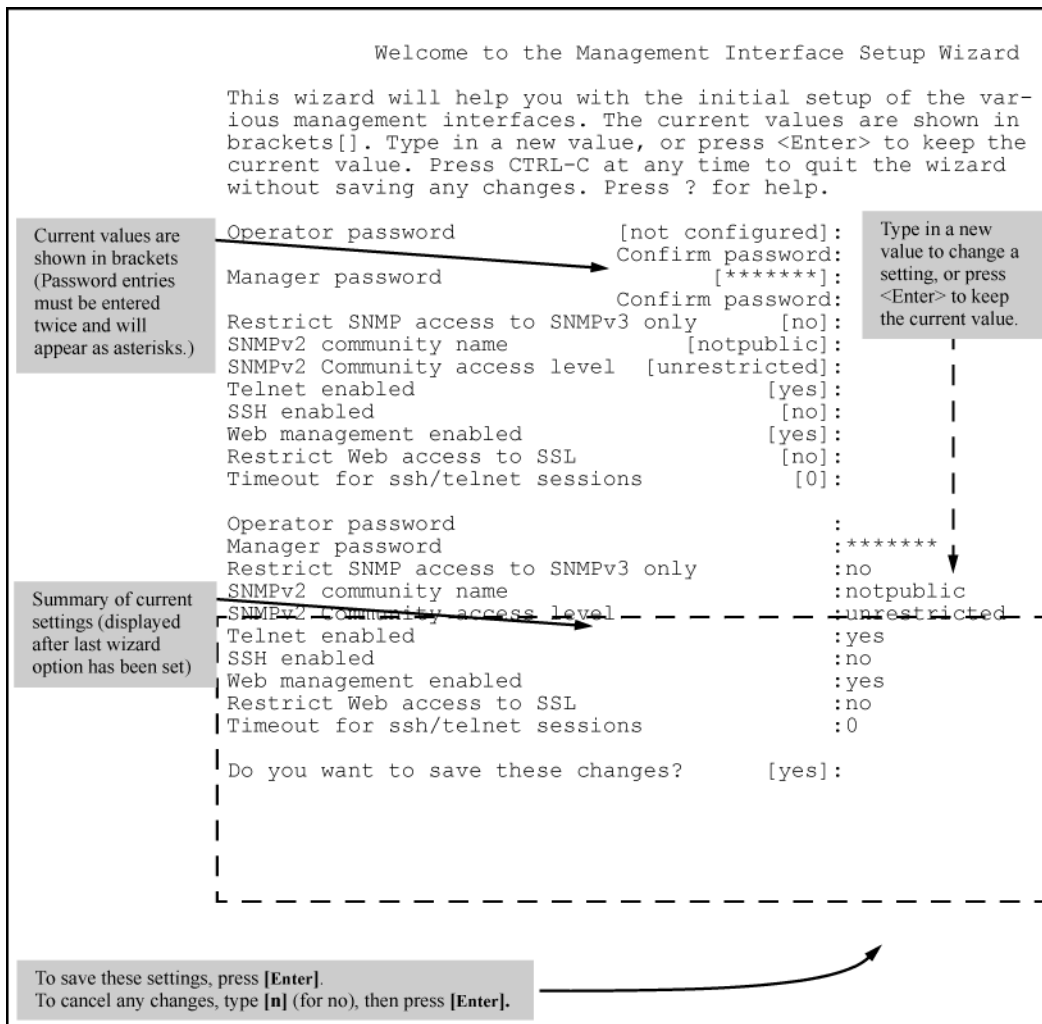 Welcome to the Management Interface Setup Wizard
This wizard will help you with the initial setup of the var-
ious management interfaces. The current values are shown in
brackets[]. Type in a new value, or press <Enter> to keep the
current value. Press CTRL-C at any time to quit the wizard
without saving any changes. Press ? for help.
Current values are
shown in brackets
(Password entries
must be entered
twice and will
appear as asterisks.)
Operator password [not configured]:
Confirm password:
Manager password [*******]:
Confirm password:
Restrict SNMP access to SNMPv3 only [no]:
SNMPv2 community name [notpublic]:
SNMPv2 Community access level [unrestricted]:
Telnet enabled [yes]:
SSH enabled [no]:
Web management enabled [yes]:
Restrict Web access to SSL [no]:
Timeout for ssh/telnet sessions [0]:
Type in a new
value to change a
setting, or press
<Enter> to keep
the current value.
Operator password :
Manager password :*******
Restrict SNMP access to SNMPv3 only :no
SNMPv2 community name :notpublic
SNMPv2 Community access level :unrestricted
Telnet enabled :yes
SSH enabled :no
Web management enabled :yes
Restrict Web access to SSL :no
Timeout for ssh/telnet sessions :0
Summary of current
settings (displayed
after last wizard
option has been set)
Do you want to save these changes? [yes]:
To save these settings, press [Enter].
To cancel any changes, type [n] (for no), then press [Enter].